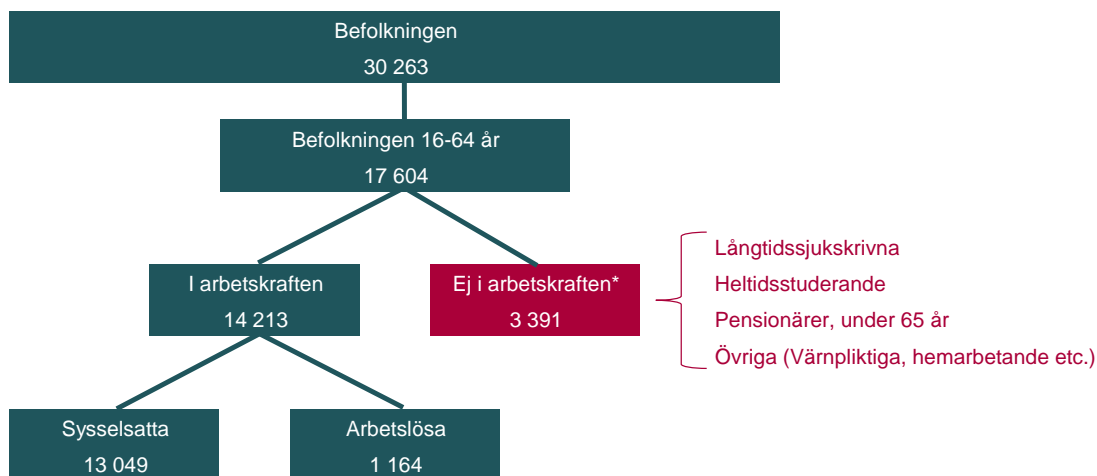 Befolkningen
30 263
Befolkningen 16-64 år
17 604
I arbetskraften
14 213
Ej i arbetskraften*
3 391
Långtidssjukskrivna
Heltidsstuderande
Pensionärer, under 65 år
Övriga (Värnpliktiga, hemarbetande etc.)
Sysselsatta
13 049
Arbetslösa
1 164